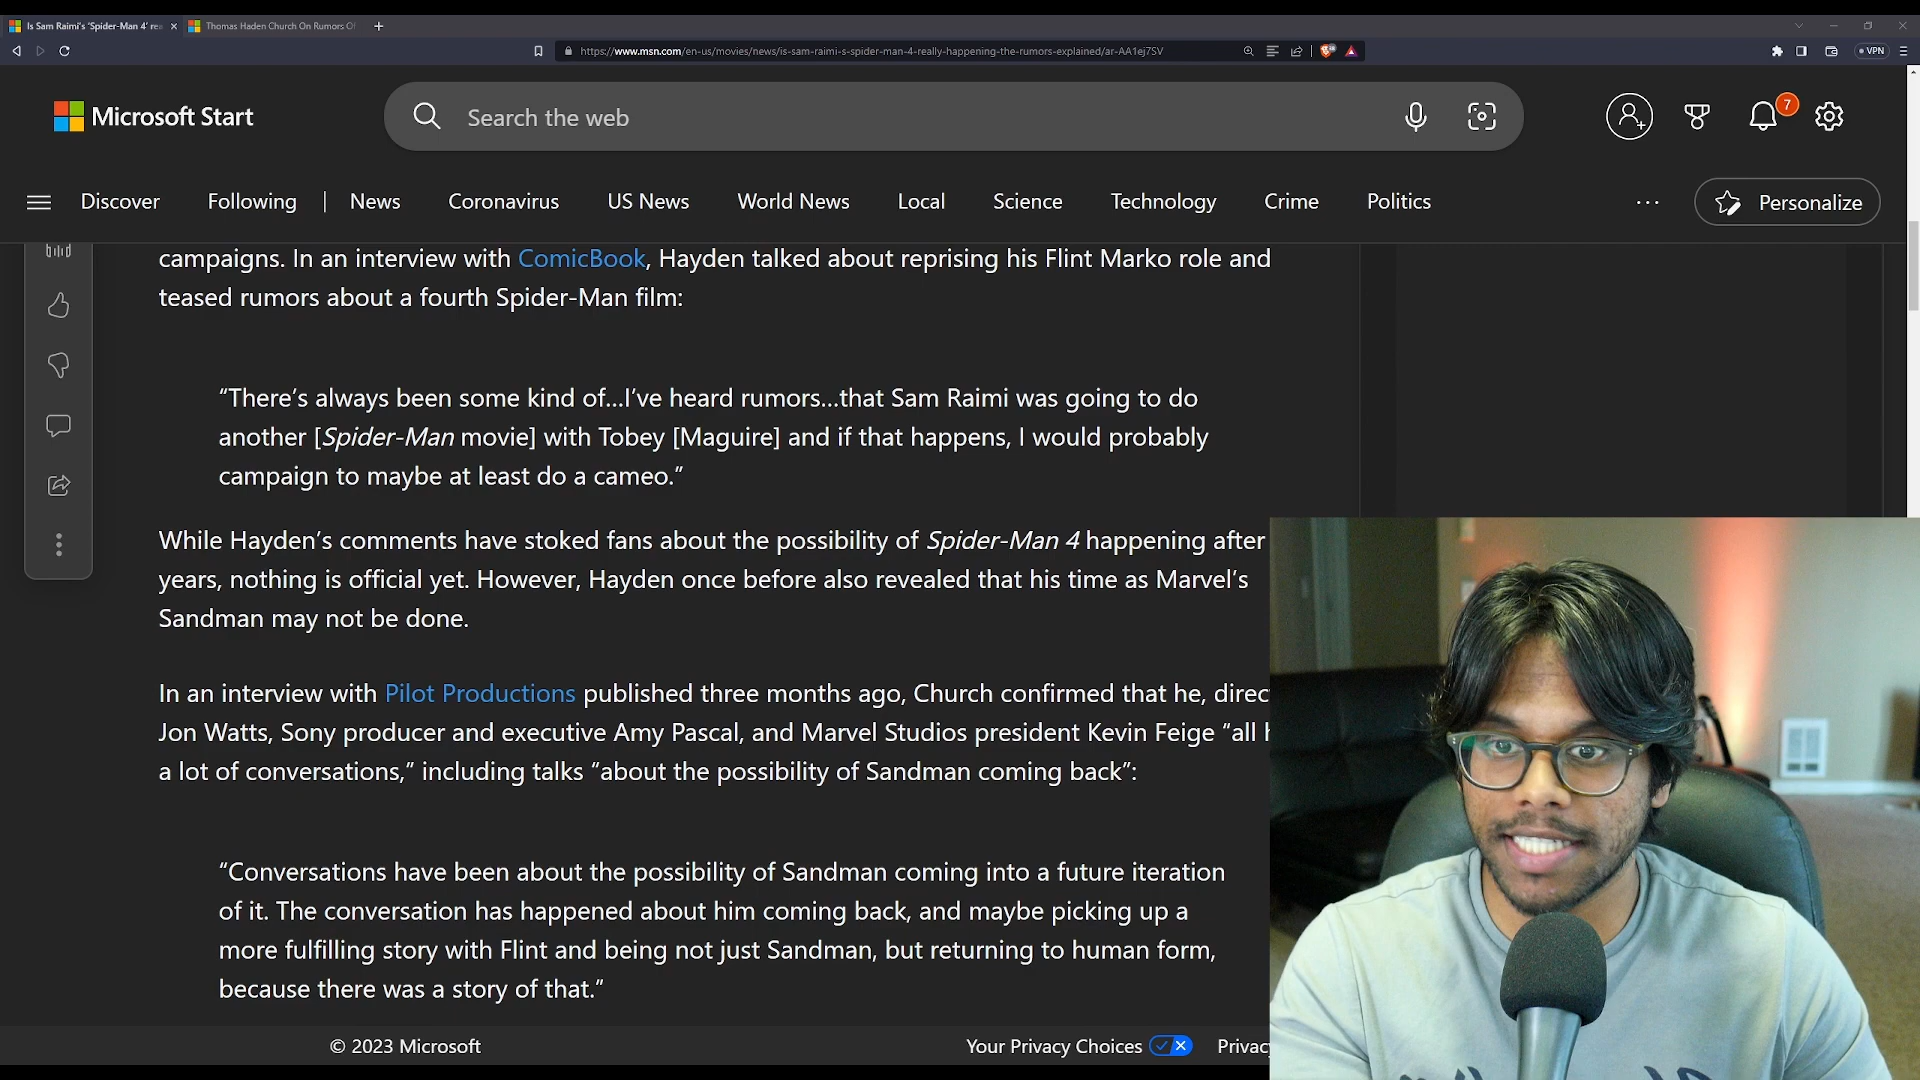 Is Sam Raimi's 'Spider-Man 4' re
Thomas Haden Church On Rumors Of
https://www.msn.com/en-us/movies/news/is-sam-raimi-s-spider-man-4-really-happening-the-rumors-explained/ar-AA1ej7SV
VPN
Microsoft Start
Search the web
7
Discover
Following
News
Coronavirus
US News
World News
Local
Science
Technology
Crime
Politics
Personalize
campaigns. In an interview with ComicBook, Hayden talked about reprising his Flint Marko role and
teased rumors about a fourth Spider-Man film:
“There’s always been some kind of…I’ve heard rumors…that Sam Raimi was going to do
another [Spider-Man movie] with Tobey [Maguire] and if that happens, I would probably
campaign to maybe at least do a cameo.”
While Hayden’s comments have stoked fans about the possibility of Spider-Man 4 happening after
years, nothing is official yet. However, Hayden once before also revealed that his time as Marvel’s
Sandman may not be done.
In an interview with Pilot Productions published three months ago, Church confirmed that he, direc
Jon Watts, Sony producer and executive Amy Pascal, and Marvel Studios president Kevin Feige “all
a lot of conversations,” including talks “about the possibility of Sandman coming back”:
“Conversations have been about the possibility of Sandman coming into a future iteration
of it. The conversation has happened about him coming back, and maybe picking up a
more fulfilling story with Flint and being not just Sandman, but returning to human form,
because there was a story of that.”
© 2023 Microsoft
Your Privacy Choices
Privacy